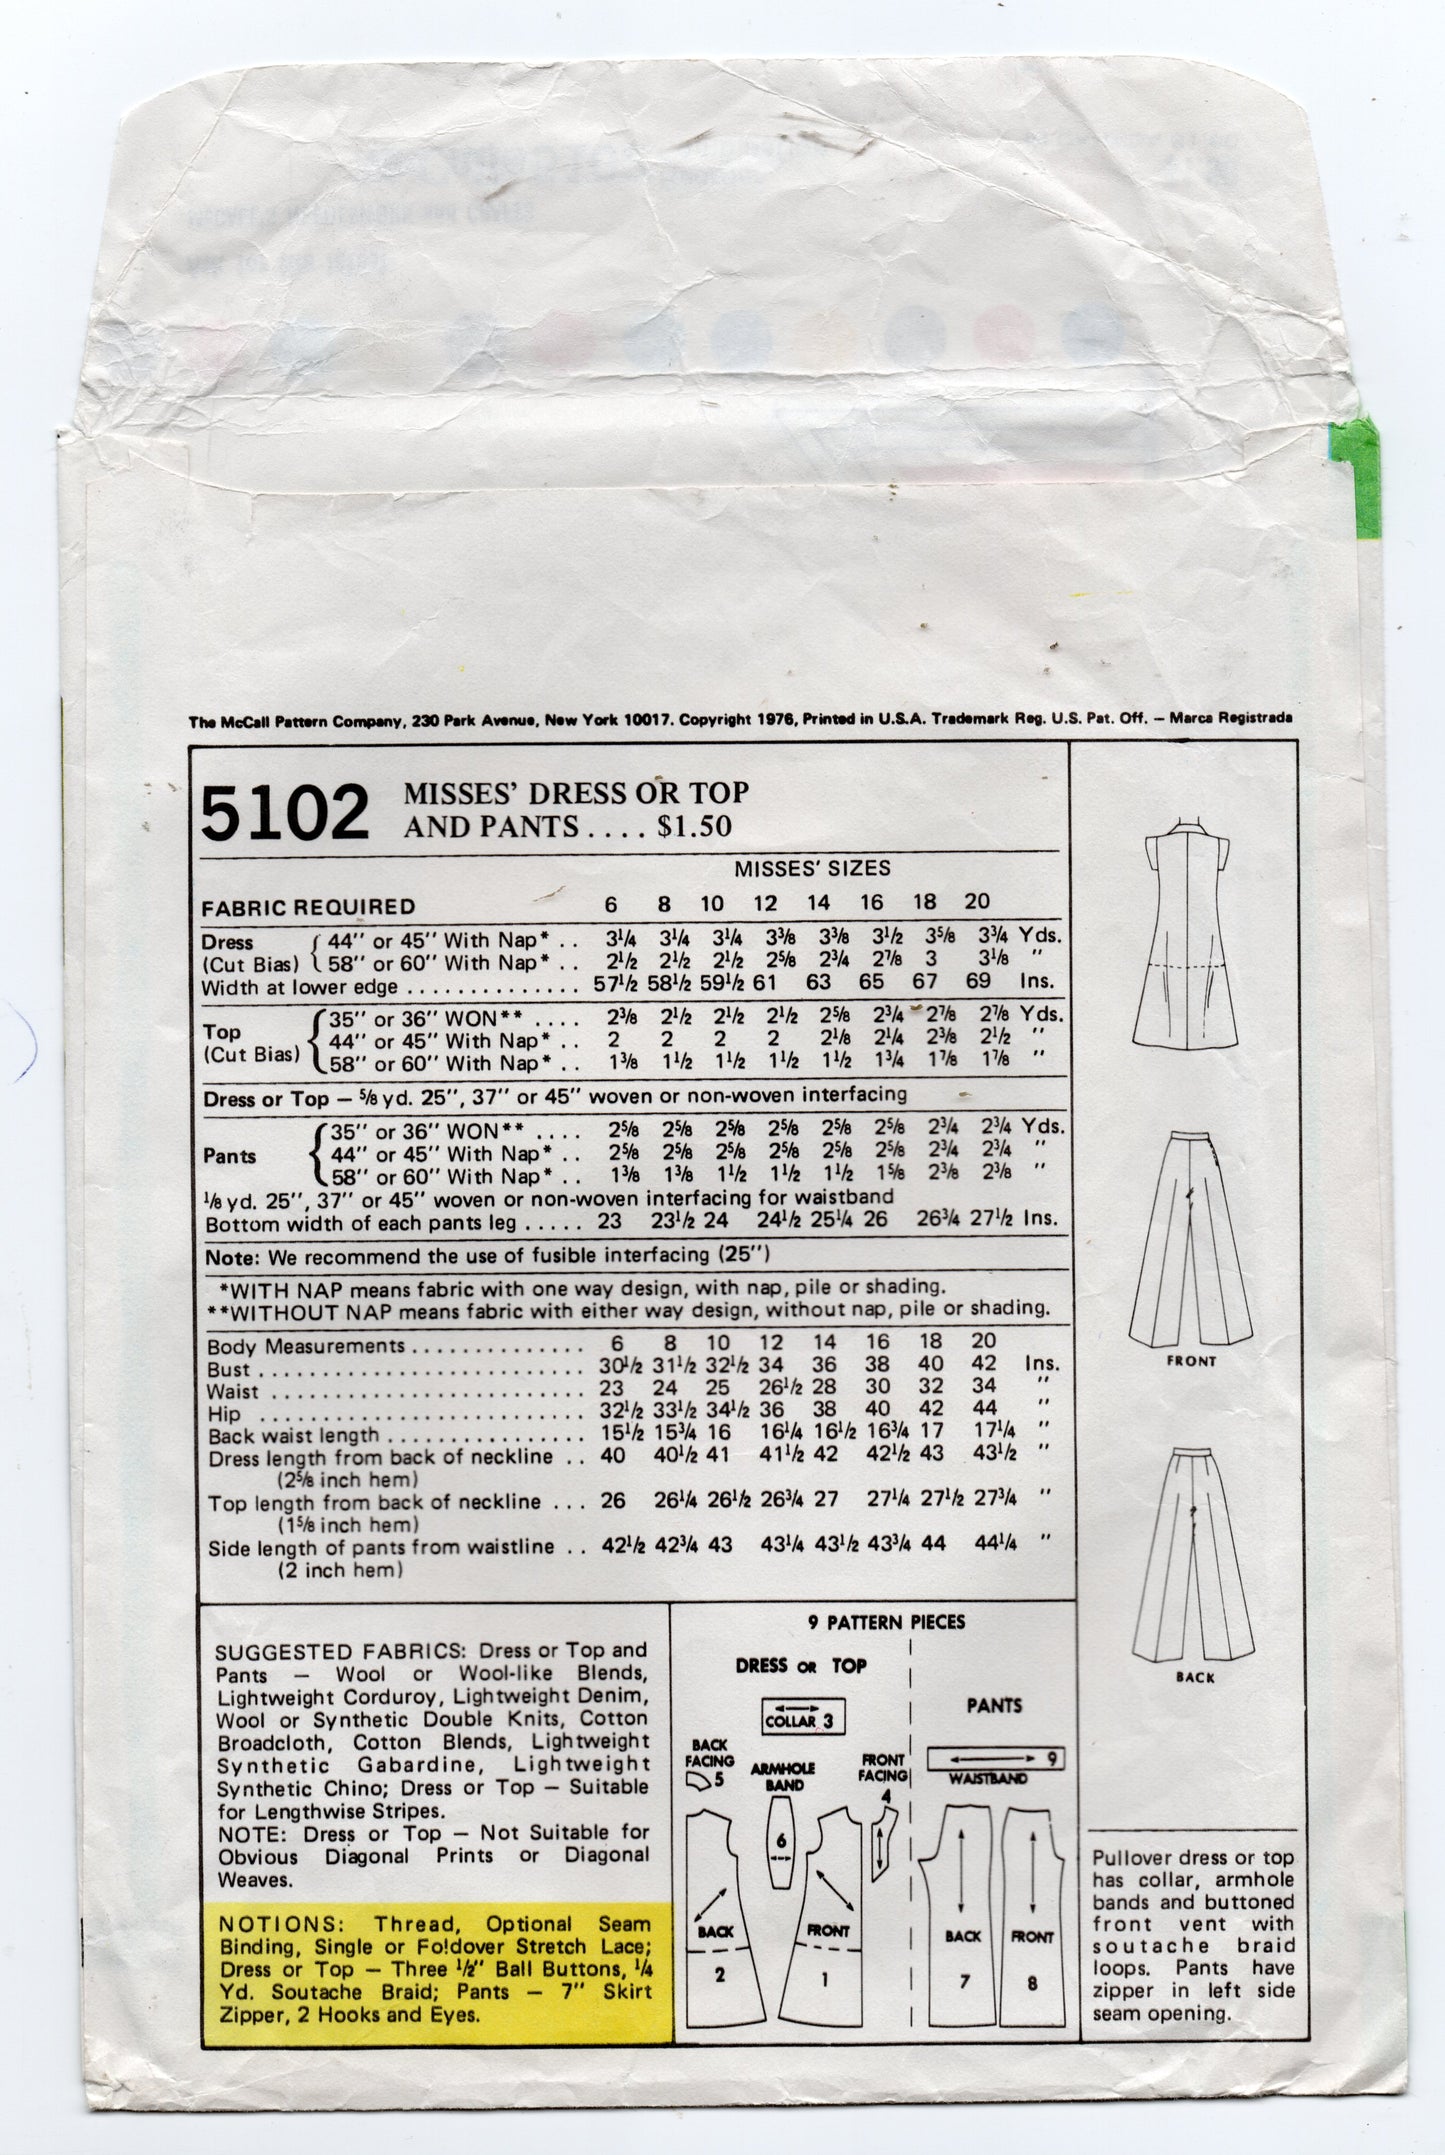 The McCall Pattern Company, 230 Park Avenue, New York 10017. Copyright 1976, Printed in U.S.A. Trademark Reg. U.S. Pat. Off. — Marca Registrada
5102
MISSES' DRESS OR TOP
AND PANTS .... $1.50
MISSES' SIZES
FABRIC REQUIRED 6 8 10 12 14 16 18 20
Dress 44'' or 45'' With Nap* .. 3¼ 3¼ 3¼ 3⅜ 3⅜ 3½ 3⅝ 3¾ Yds.
(Cut Bias) 58'' or 60'' With Nap* .. 2½ 2½ 2½ 2⅝ 2¾ 2⅞ 3 3⅛ ''
Width at lower edge .............. 57½ 58½ 59½ 61 63 65 67 69 Ins.
Top
(Cut Bias)
35'' or 36'' WON** .... 2⅜ 2½ 2½ 2½ 2⅝ 2¾ 2⅞ 2⅞ Yds.
44'' or 45'' With Nap* .. 2 2 2 2 2⅛ 2¼ 2⅜ 2½ ''
58'' or 60'' With Nap* .. 1⅜ 1½ 1½ 1½ 1½ 1¾ 1⅞ 1⅞ ''
Dress or Top — ⅝ yd. 25'', 37'' or 45'' woven or non-woven interfacing
Pants
35'' or 36'' WON** .... 2⅝ 2⅝ 2⅝ 2⅝ 2⅝ 2⅝ 2¾ 2¾ Yds.
44'' or 45'' With Nap* .. 2⅝ 2⅝ 2⅝ 2⅝ 2⅝ 2⅝ 2¾ 2¾ ''
58'' or 60'' With Nap* .. 1⅜ 1⅜ 1½ 1½ 1½ 1⅝ 2⅜ 2⅜ ''
⅛ yd. 25'', 37'' or 45'' woven or non-woven interfacing for waistband
Bottom width of each pants leg ..... 23 23½ 24 24½ 25¼ 26 26¾ 27½ Ins.
Note: We recommend the use of fusible interfacing (25'')
*WITH NAP means fabric with one way design, with nap, pile or shading.
**WITHOUT NAP means fabric with either way design, without nap, pile or shading.
Body Measurements .............. 6 8 10 12 14 16 18 20
Bust ........................... 30½ 31½ 32½ 34 36 38 40 42 Ins.
Waist .......................... 23 24 25 26½ 28 30 32 34 ''
Hip ........................... 32½ 33½ 34½ 36 38 40 42 44 ''
Back waist length ................ 15½ 15¾ 16 16¼ 16½ 16¾ 17 17¼ ''
Dress length from back of neckline .. 40 40½ 41 41½ 42 42½ 43 43½ ''
(2⅝ inch hem)
Top length from back of neckline ... 26 26¼ 26½ 26¾ 27 27¼ 27½ 27¾ ''
(1⅝ inch hem)
Side length of pants from waistline .. 42½ 42¾ 43 43¼ 43½ 43¾ 44 44¼ ''
(2 inch hem)
FRONT
BACK
SUGGESTED FABRICS: Dress or Top and
Pants — Wool or Wool-like Blends,
Lightweight Corduroy, Lightweight Denim,
Wool or Synthetic Double Knits, Cotton
Broadcloth, Cotton Blends, Lightweight
Synthetic Gabardine, Lightweight
Synthetic Chino; Dress or Top — Suitable
for Lengthwise Stripes.
NOTE: Dress or Top — Not Suitable for
Obvious Diagonal Prints or Diagonal
Weaves.
NOTIONS: Thread, Optional Seam
Binding, Single or Foldover Stretch Lace;
Dress or Top — Three ½'' Ball Buttons, ¼
Yd. Soutache Braid; Pants — 7'' Skirt
Zipper, 2 Hooks and Eyes.
9 PATTERN PIECES
DRESS OR TOP
COLLAR 3
BACK
FACING
5
ARMHOLE
BAND
6
FRONT
FACING
4
BACK
2
FRONT
1
PANTS
9
WAISTBAND
BACK
7
FRONT
8
Pullover dress or top
has collar, armhole
bands and buttoned
front vent with
soutache braid
loops. Pants have
zipper in left side
seam opening.